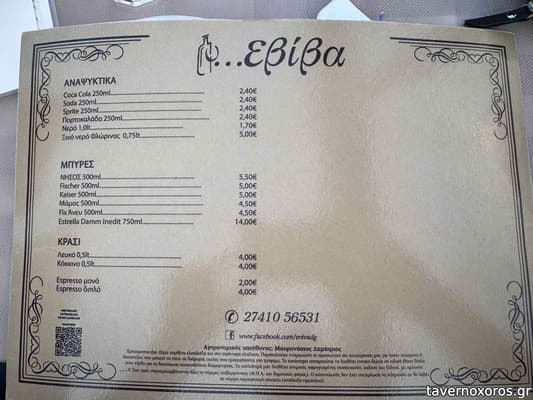 ...εβίβα
ΑΝΑΨΥΚΤΙΚΑ
Coca Cola 250ml 2,40€
Soda 250ml 2,40€
Sprite 250ml 2,40€
Πορτοκαλάδα 250ml 2,40€
Νερό 1,0lt 1,70€
Ξινό νερό Φλώρινας 0,75lt 5,00€
ΜΠΥΡΕΣ
ΝΗΣΟΣ 500ml 5,50€
Fischer 500ml 5,00€
Kaiser 500ml 5,00€
Μάμος 500ml 4,50€
Fix Άνευ 500ml 4,50€
Estrella Damm Inedit 750ml 14,00€
ΚΡΑΣΙ
Λευκό 0,5lt 4,00€
Κόκκινο 0,5lt 4,00€
Espresso μονό 2,00€
Espresso διπλό 4,00€
27410 56531
www.facebook.com/evivalg
Αγορανομικός υπεύθυνος: Μαυρονάσιος Δημήτριος
tavernoxoros.gr